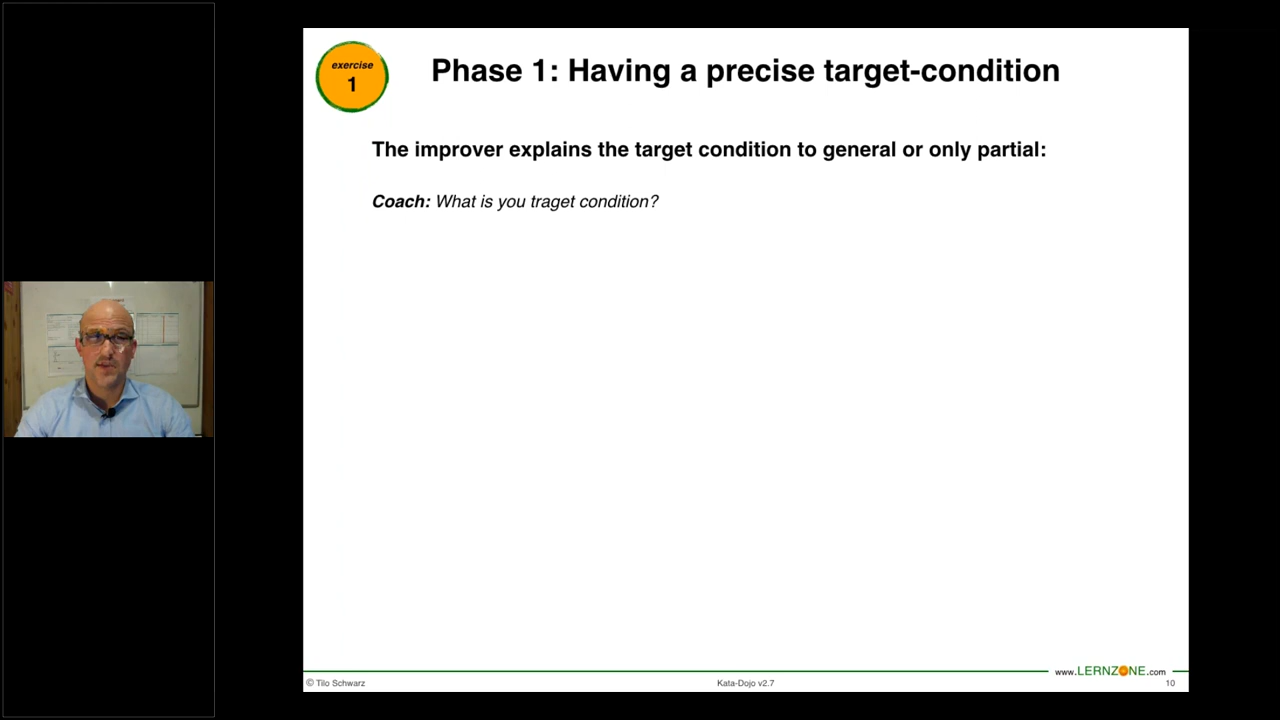 exercise
1
Phase 1: Having a precise target-condition
The improver explains the target condition to general or only partial:
Coach: What is you traget condition?
www.LERNZONE.com
© Tilo Schwarz
Kata-Dojo v2.7
10